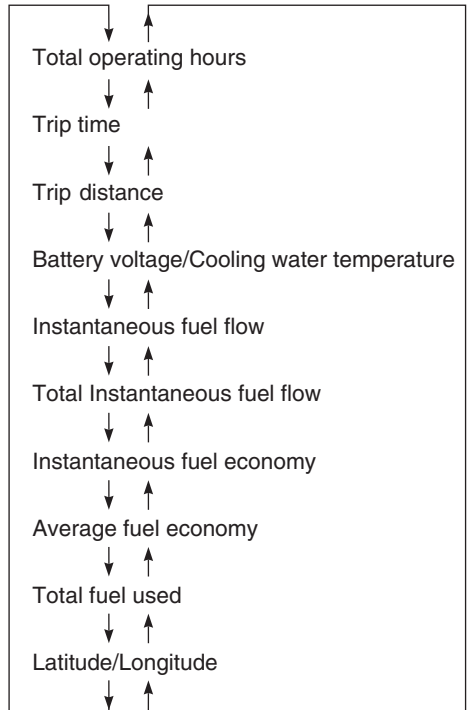 Total operating hours
Trip time
Trip distance
Battery voltage/Cooling water temperature
Instantaneous fuel flow
Total Instantaneous fuel flow
Instantaneous fuel economy
Average fuel economy
Total fuel used
Latitude/Longitude